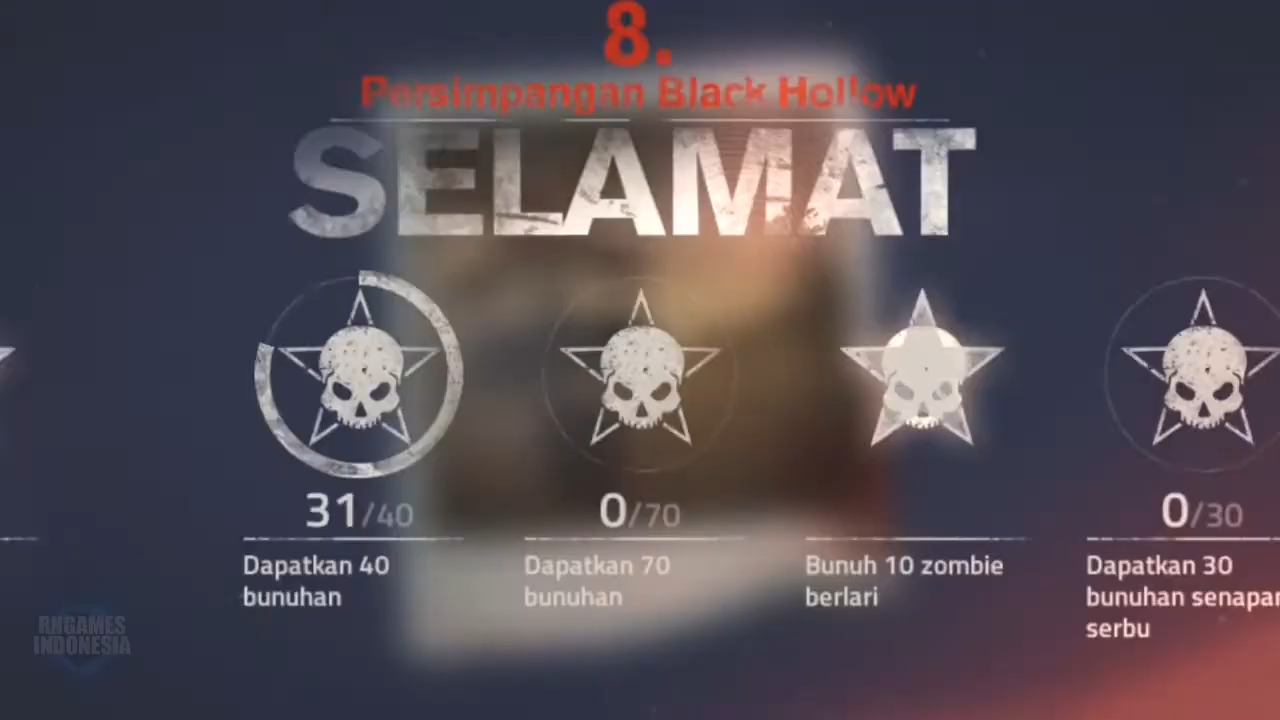 8.
Persimpangan Black Hollow
SELAMAT
31/40
0/70
0/30
Dapatkan 40
bunuhan
Dapatkan 70
bunuhan
Bunuh 10 zombie
berlari
Dapatkan 30
bunuhan senapan
serbu
RNGAMES
INDONESIA